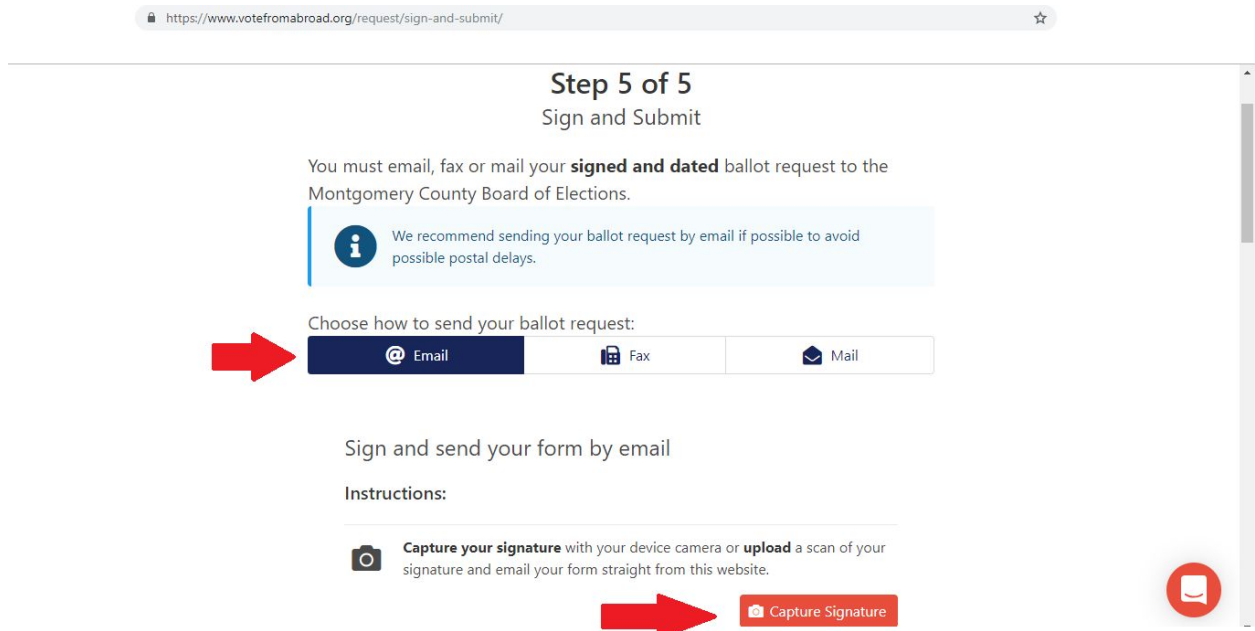 https://www.votefromabroad.org/request/sign-and-submit/
Step 5 of 5
Sign and Submit
You must email, fax or mail your signed and dated ballot request to the
Montgomery County Board of Elections.
We recommend sending your ballot request by email if possible to avoid
possible postal delays.
Choose how to send your ballot request:
Email Fax Mail
Sign and send your form by email
Instructions:
Capture your signature with your device camera or upload a scan of your
signature and email your form straight from this website.
Capture Signature